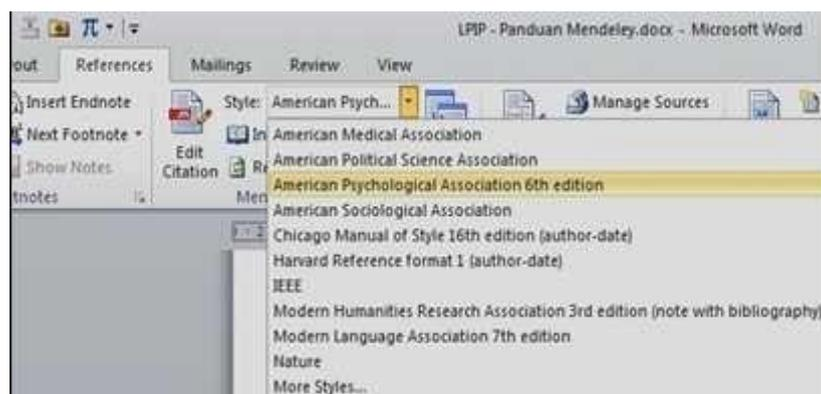 LPIP - Panduan Mendeley.docx - Microsoft Word
out References Mailings Review View
Insert Endnote Style: American Psych... Manage Sources
Next Footnote In American Medical Association
Show Notes Edit Citation Re American Political Science Association
American Psychological Association 6th edition
tnotes Men American Sociological Association
Chicago Manual of Style 16th edition (author-date)
Harvard Reference format 1 (author-date)
IEEE
Modern Humanities Research Association 3rd edition (note with bibliography)
Modern Language Association 7th edition
Nature
More Styles...